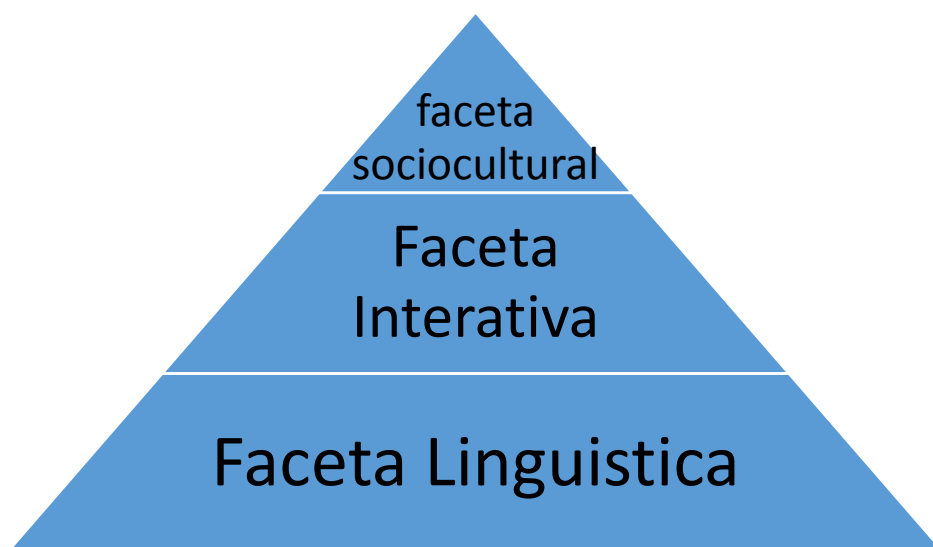 faceta
sociocultural
Faceta
Interativa
Faceta Linguistica